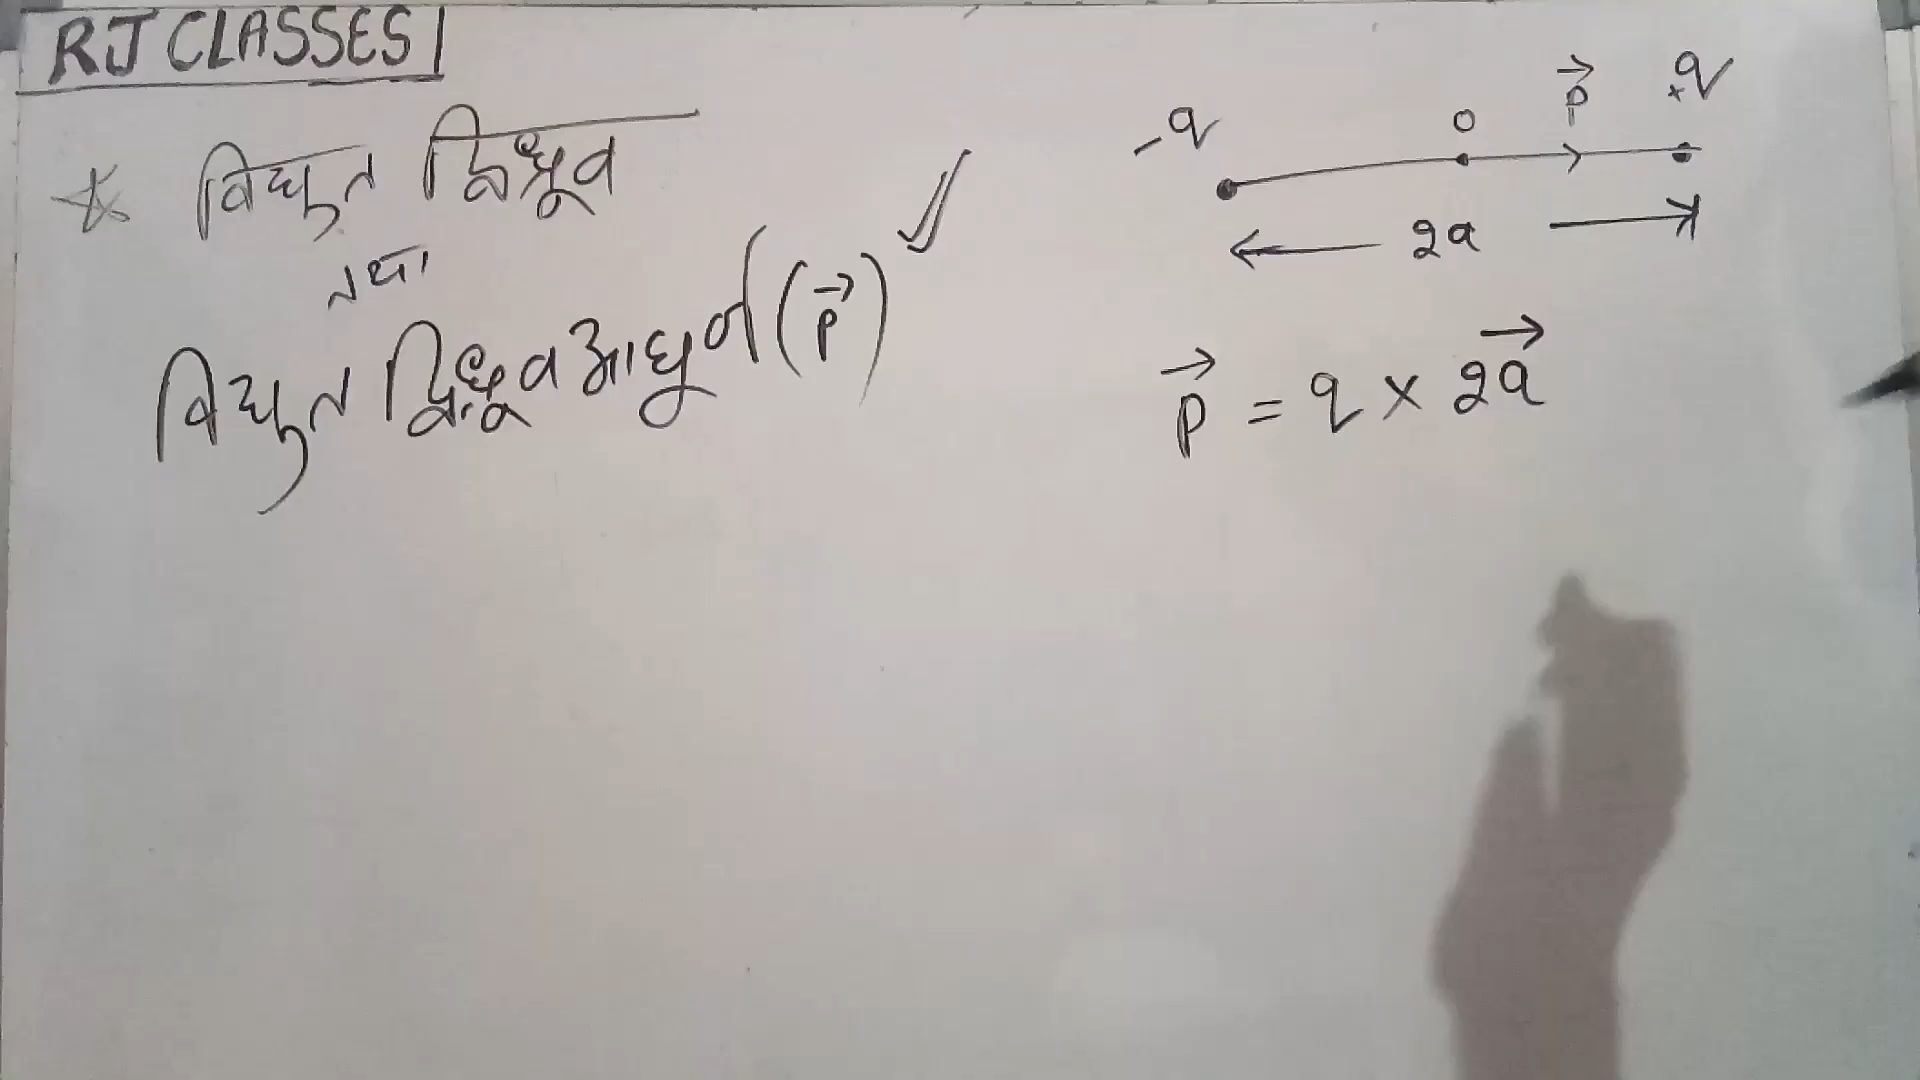 RJ CLASSES
* विद्युत द्विध्रुव
तथा
विद्युत द्विध्रुव आघूर्ण (p⃗)
-q o p⃗ +q
2a
p⃗ = q × 2a⃗